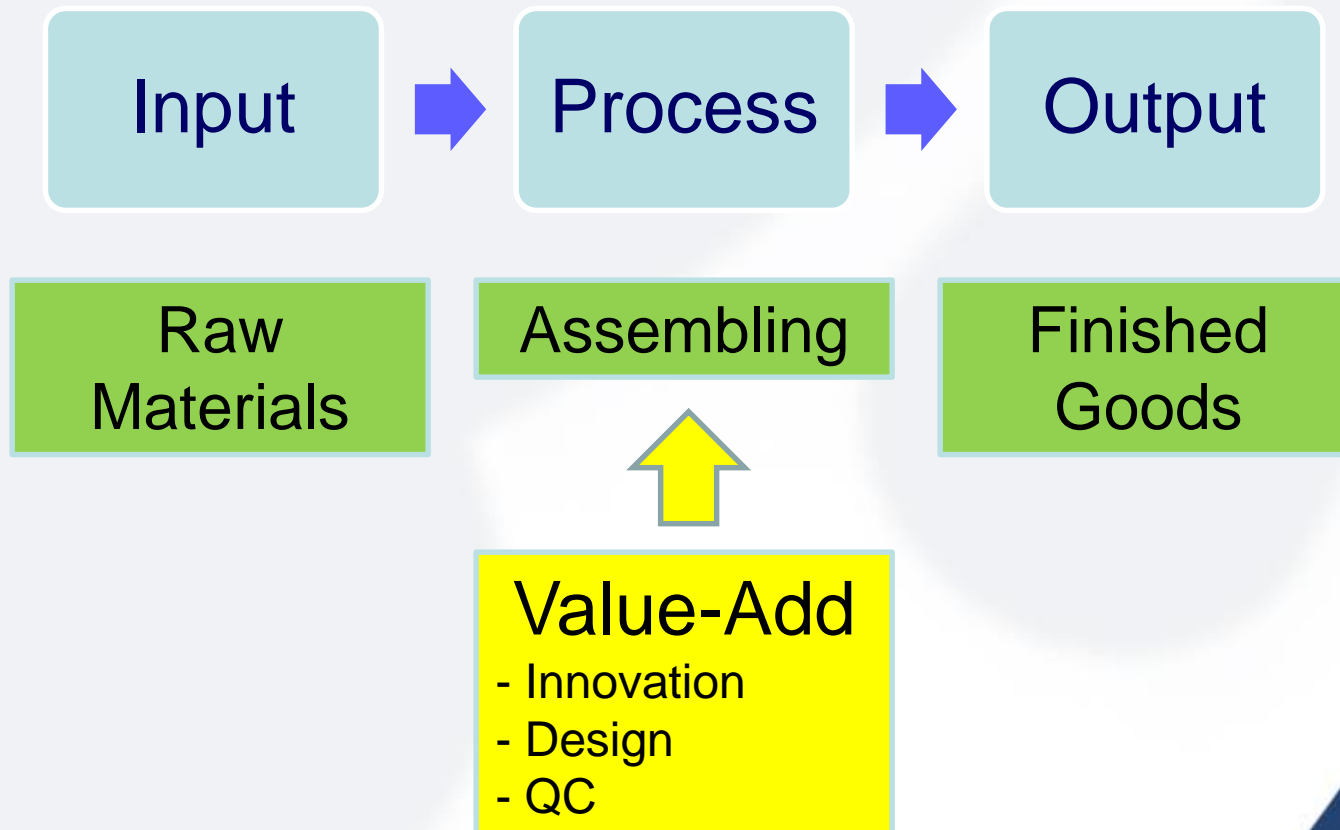 Input
Process
Output
Raw
Materials
Assembling
Finished
Goods
Value-Add
- Innovation
- Design
- QC